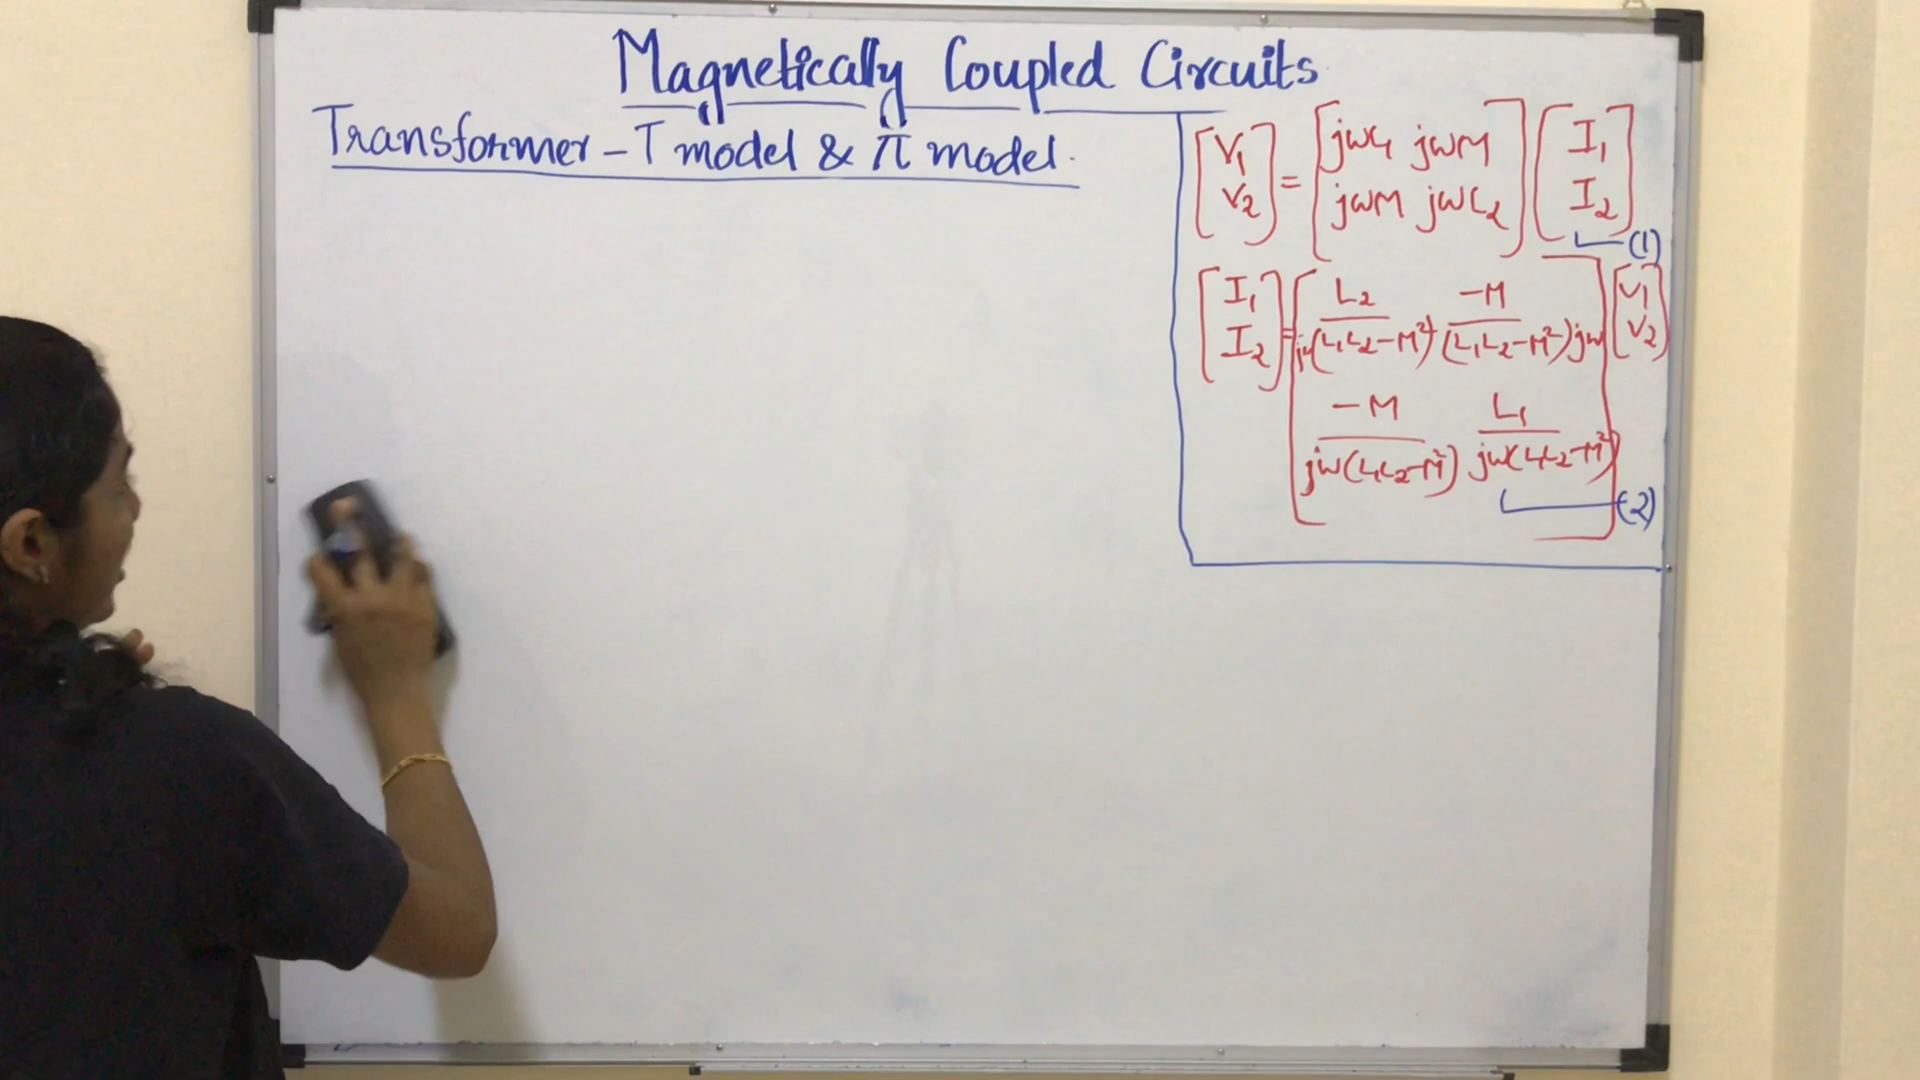 Magnetically Coupled Circuits
Transformer - T model & π model.
[V1 V2] = [jωL1 jωM jωM jωL2] [I1 I2] (1)
[I1 I2] = [L2/jω(L1L2-M²) -M/(L1L2-M²)jω -M/jω(L1L2-M²) L1/jω(L1L2-M²)] [V1 V2] (2)